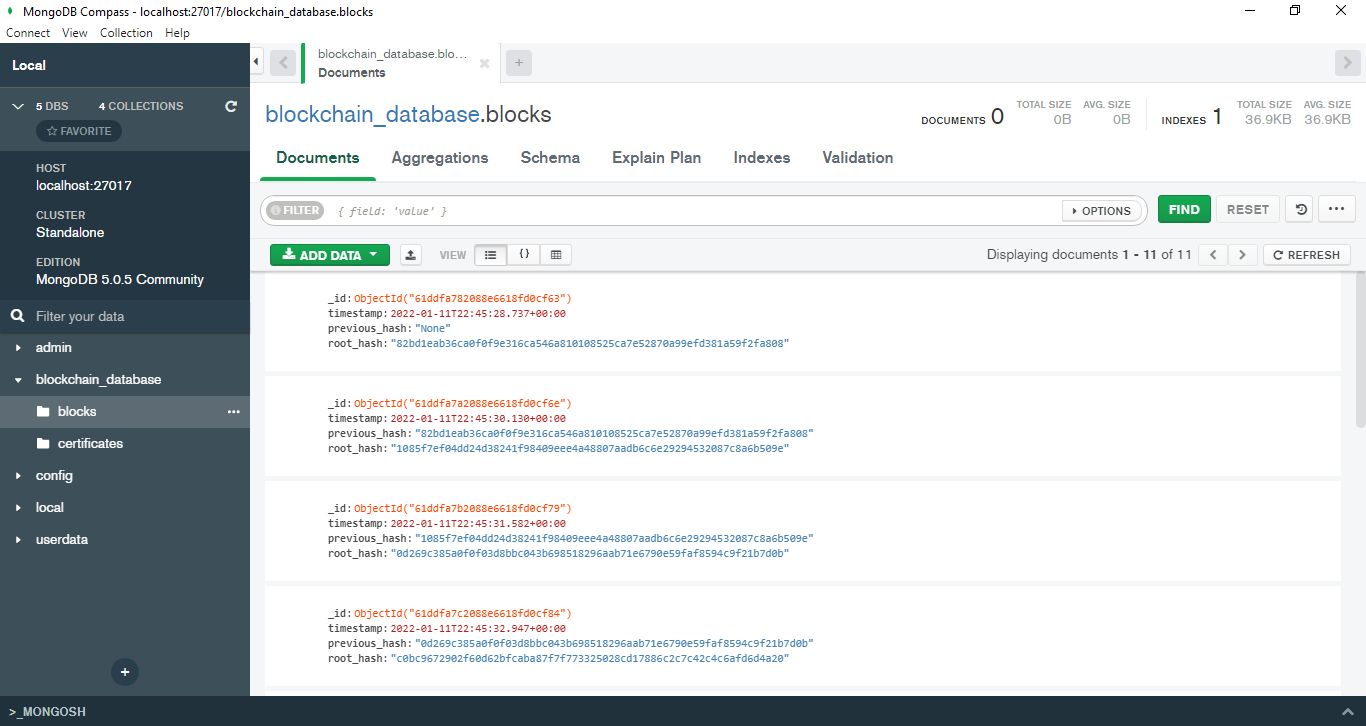 MongoDB Compass - localhost:27017/blockchain_database.blocks
Connect View Collection Help
Local
5 DBS 4 COLLECTIONS
FAVORITE
HOST
localhost:27017
CLUSTER
Standalone
EDITION
MongoDB 5.0.5 Community
Filter your data
admin
blockchain_database
blocks
certificates
config
local
userdata
>_MONGOSH
blockchain_database.blo...
Documents
blockchain_database.blocks
DOCUMENTS 0 TOTAL SIZE 0B AVG. SIZE 0B INDEXES 1 TOTAL SIZE 36.9KB AVG. SIZE 36.9KB
Documents Aggregations Schema Explain Plan Indexes Validation
FILTER { field: 'value' } OPTIONS FIND RESET
ADD DATA VIEW { } Displaying documents 1 - 11 of 11 REFRESH
_id: ObjectId("61ddfa782088e6618fd0cf63")
timestamp: 2022-01-11T22:45:28.737+00:00
previous_hash: "None"
root_hash: "82bd1eab36ca0f0f9e316ca546a810108525ca7e52870a99efd381a59f2fa808"
_id: ObjectId("61ddfa7a2088e6618fd0cf6e")
timestamp: 2022-01-11T22:45:30.130+00:00
previous_hash: "82bd1eab36ca0f0f9e316ca546a810108525ca7e52870a99efd381a59f2fa808"
root_hash: "1085f7ef04dd24d38241f98409eee4a48807aadb6c6e29294532087c8a6b509e"
_id: ObjectId("61ddfa7b2088e6618fd0cf79")
timestamp: 2022-01-11T22:45:31.582+00:00
previous_hash: "1085f7ef04dd24d38241f98409eee4a48807aadb6c6e29294532087c8a6b509e"
root_hash: "0d269c385a0f0f03d8bbc043b698518296aab71e6790e59faf8594c9f21b7d0b"
_id: ObjectId("61ddfa7c2088e6618fd0cf84")
timestamp: 2022-01-11T22:45:32.947+00:00
previous_hash: "0d269c385a0f0f03d8bbc043b698518296aab71e6790e59faf8594c9f21b7d0b"
root_hash: "c0bc9672902f60d62bfcaba87f7f773325028cd17886c2c7c42c4c6afd6d4a20"